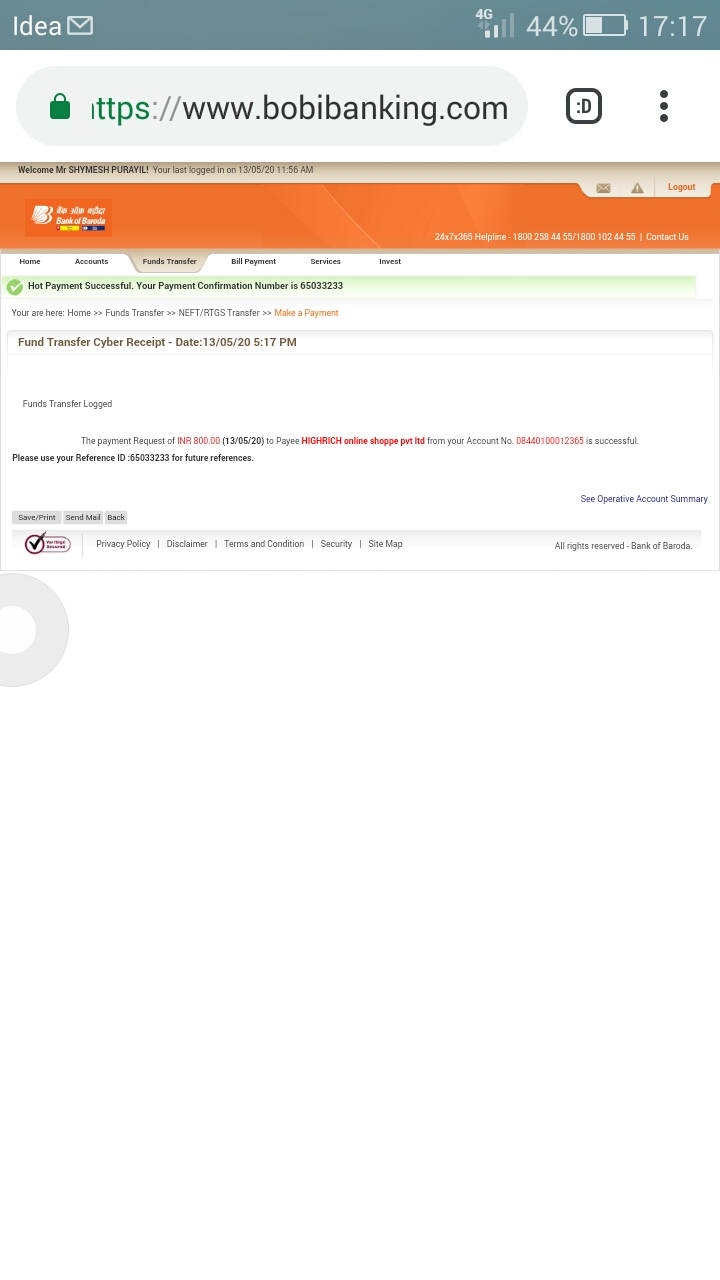 Idea 4G 44% 17:17
ttps://www.bobibanking.com :D
Welcome Mr SHYMESH PURAYIL! Your last logged in on 13/05/20 11:56 AM
Logout
बैंक ऑफ़ बड़ौदा
Bank of Baroda
24x7x365 Helpline - 1800 258 44 55/1800 102 44 55 | Contact Us
Home Accounts Funds Transfer Bill Payment Services Invest
Hot Payment Successful. Your Payment Confirmation Number is 65033233
You are here: Home >> Funds Transfer >> NEFT/RTGS Transfer >> Make a Payment
Fund Transfer Cyber Receipt - Date:13/05/20 5:17 PM
Funds Transfer Logged
The payment Request of INR 800.00 (13/05/20) to Payee HIGHRICH online shoppe pvt ltd from your Account No. 08440100012365 is successful.
Please use your Reference ID :65033233 for future references.
See Operative Account Summary
Save/Print Send Mail Back
VeriSign Secured
Privacy Policy | Disclaimer | Terms and Condition | Security | Site Map All rights reserved - Bank of Baroda.